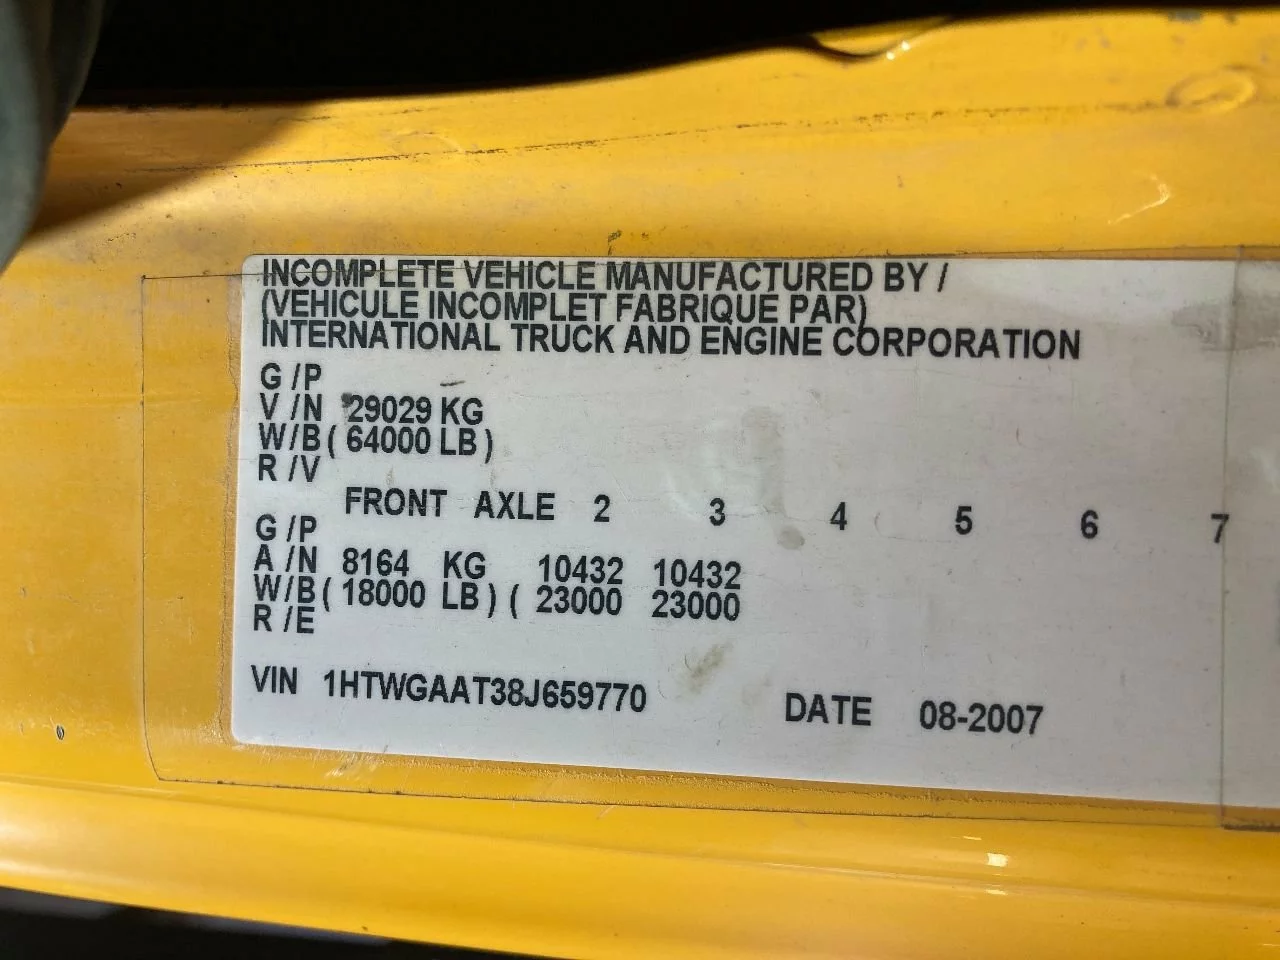 INCOMPLETE VEHICLE MANUFACTURED BY /
(VEHICULE INCOMPLET FABRIQUE PAR)
INTERNATIONAL TRUCK AND ENGINE CORPORATION
G /P
V /N 29029 KG
W/B ( 64000 LB )
R /V
FRONT AXLE 2 3 4 5 6 7
G /P
A /N 8164 KG 10432 10432
W/B ( 18000 LB ) ( 23000 23000
R /E
VIN 1HTWGAAT38J659770 DATE 08-2007